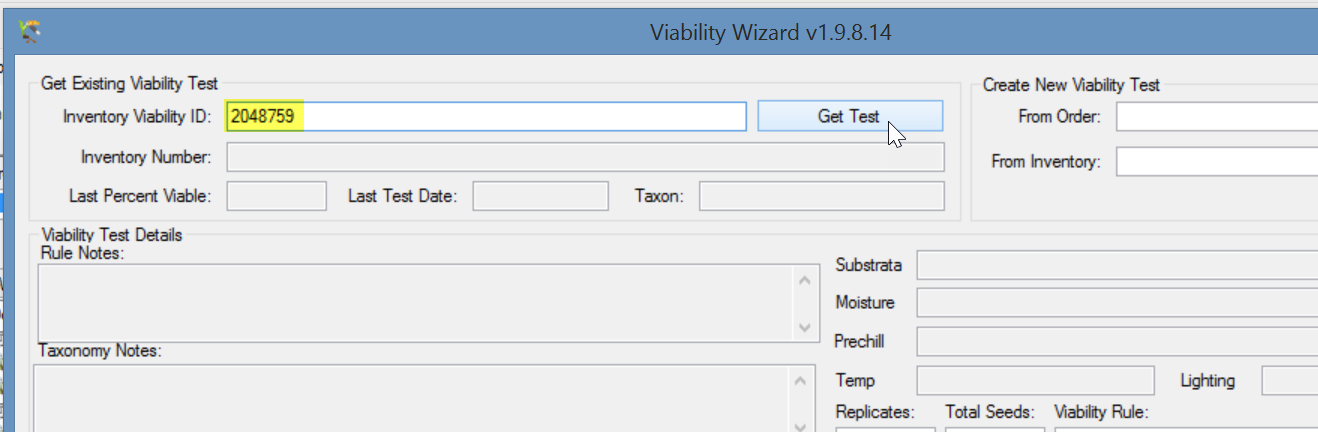 Viability Wizard v1.9.8.14
Get Existing Viability Test
Inventory Viability ID: 2048759 Get Test
Inventory Number:
Last Percent Viable: Last Test Date: Taxon:
Create New Viability Test
From Order:
From Inventory:
Viability Test Details
Rule Notes:
Taxonomy Notes:
Substrata
Moisture
Prechill
Temp Lighting
Replicates: Total Seeds: Viability Rule: